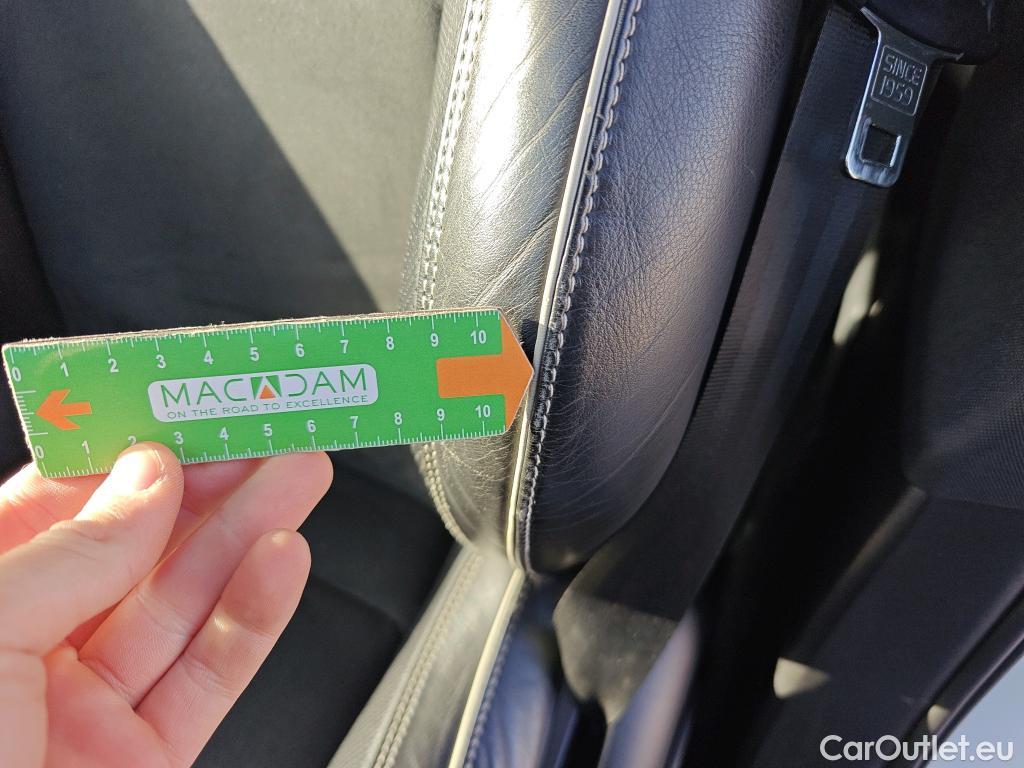 SINCE
1959
0 1 2 3 4 5 6 7 8 9 10
MACADAM
ON THE ROAD TO EXCELLENCE
0 1 2 3 4 5 6 7 8 9 10
CarOutlet.eu